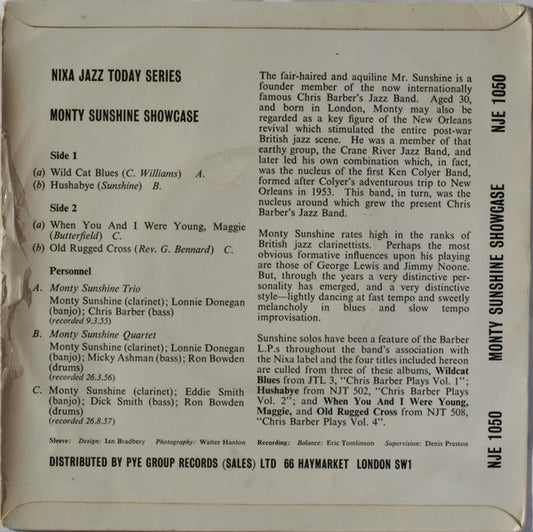 NIXA JAZZ TODAY SERIES
MONTY SUNSHINE SHOWCASE
Side 1
(a) Wild Cat Blues (C. Williams) A.
(b) Hushabye (Sunshine) B.
Side 2
(a) When You And I Were Young, Maggie
(Butterfield) C.
(b) Old Rugged Cross (Rev. G. Bennard) C.
Personnel
A. Monty Sunshine Trio
Monty Sunshine (clarinet); Lonnie Donegan
(banjo); Chris Barber (bass)
(recorded 9.3.55)
B. Monty Sunshine Quartet
Monty Sunshine (clarinet); Lonnie Donegan
(banjo); Micky Ashman (bass); Ron Bowden
(drums)
(recorded 26.3.56)
C. Monty Sunshine (clarinet); Eddie Smith
(banjo); Dick Smith (bass); Ron Bowden
(drums)
(recorded 26.8.57)
The fair-haired and aquiline Mr. Sunshine is a
founder member of the now internationally
famous Chris Barber's Jazz Band. Aged 30,
and born in London, Monty may also be
regarded as a key figure of the New Orleans
revival which stimulated the entire post-war
British jazz scene. He was a member of that
earthy group, the Crane River Jazz Band, and
later led his own combination which, in fact,
was the nucleus of the first Ken Colyer Band,
formed after Colyer's adventurous trip to New
Orleans in 1953. This band, in turn, was the
nucleus around which grew the present Chris
Barber's Jazz Band.
Monty Sunshine rates high in the ranks of
British jazz clarinettists. Perhaps the most
obvious formative influences upon his playing
are those of George Lewis and Jimmy Noone.
But, through the years a very distinctive per-
sonality has emerged, and a very distinctive
style—lightly dancing at fast tempo and sweetly
melancholy in blues and slow tempo
improvisation.
Sunshine solos have been a feature of the Barber
L.P.s throughout the band's association with
the Nixa label and the four titles included hereon
are culled from three of these albums, Wildcat
Blues from JTL 3, "Chris Barber Plays Vol. 1";
Hushabye from NJT 502, "Chris Barber Plays
Vol. 2"; and When You And I Were Young,
Maggie, and Old Rugged Cross from NJT 508,
"Chris Barber Plays Vol. 4".
Sleeve: Design: Ian Bradbery Photography: Walter Hanlon Recording: Balance: Eric Tomlinson Supervision: Denis Preston
DISTRIBUTED BY PYE GROUP RECORDS (SALES) LTD 66 HAYMARKET LONDON SW1
NJE 1050 MONTY SUNSHINE SHOWCASE NJE 1050